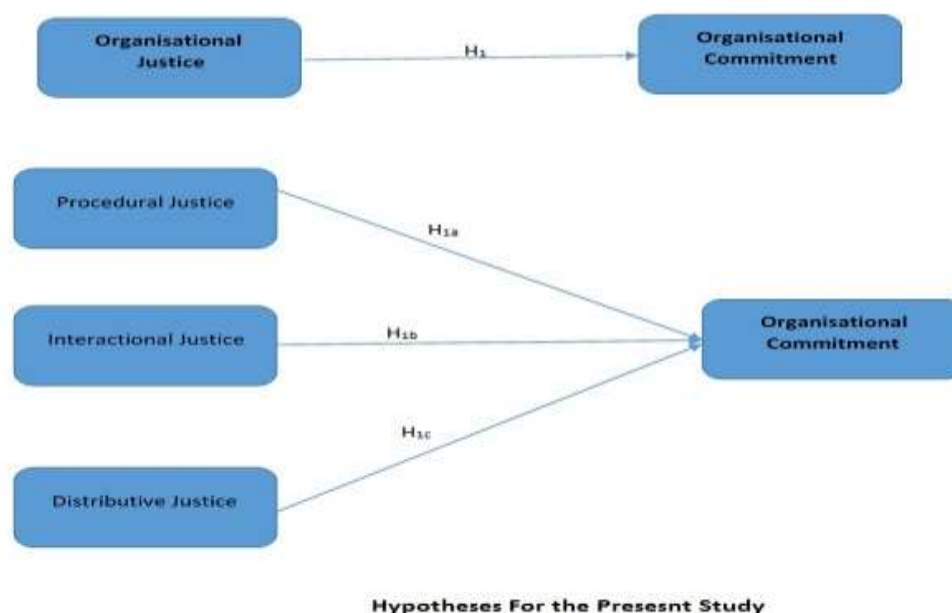 Organisational
Justice
H₁
Organisational
Commitment
Procedural Justice
H₁ₐ
Interactional Justice
H₁b
Organisational
Commitment
H₁c
Distributive Justice
Hypotheses For the Presesnt Study